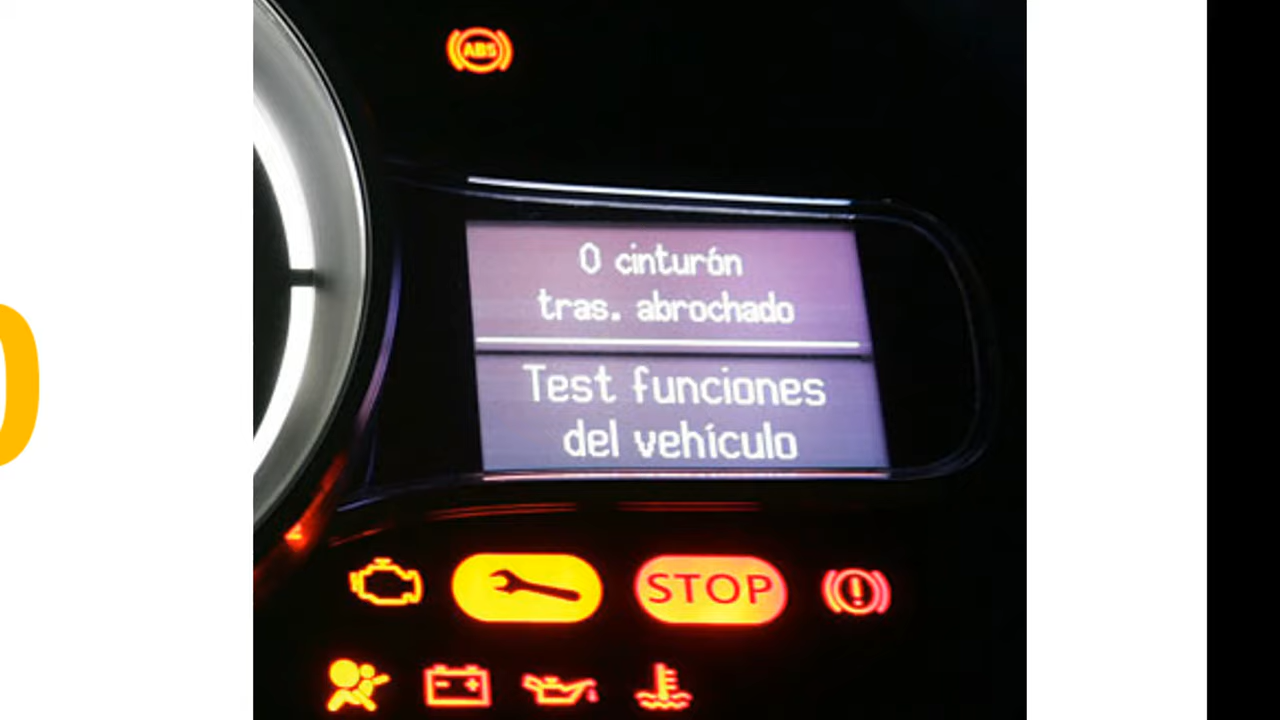 ABS
0 cinturón
tras. abrochado
Test funciones
del vehículo
STOP